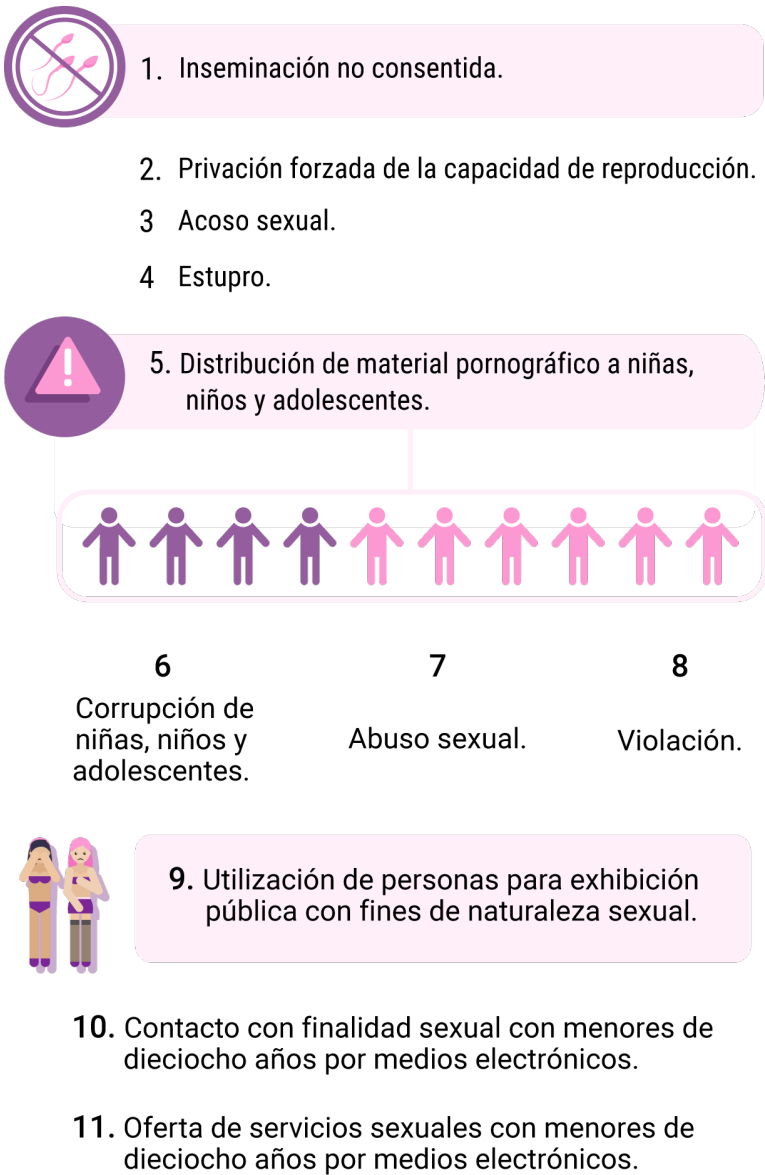 1. Inseminación no consentida.
2. Privación forzada de la capacidad de reproducción.
3 Acoso sexual.
4 Estupro.
5. Distribución de material pornográfico a niñas,
niños y adolescentes.
6
Corrupción de
niñas, niños y
adolescentes.
7
Abuso sexual.
8
Violación.
9. Utilización de personas para exhibición
pública con fines de naturaleza sexual.
10. Contacto con finalidad sexual con menores de
dieciocho años por medios electrónicos.
11. Oferta de servicios sexuales con menores de
dieciocho años por medios electrónicos.